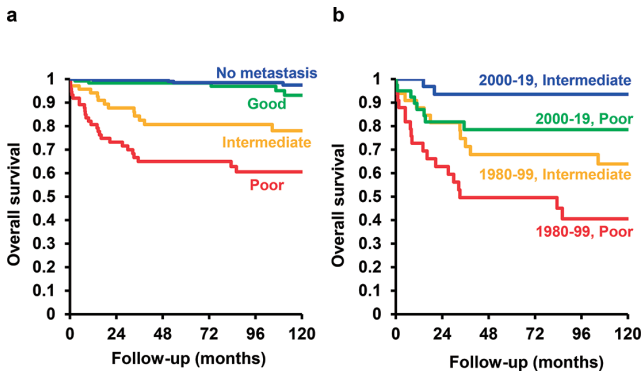 a
Overall survival
1
0.9
0.8
0.7
0.6
0.5
0.4
0.3
0.2
0.1
0
No metastasis
Good
Intermediate
Poor
0 24 48 72 96 120
Follow-up (months)
b
Overall survival
1
0.9
0.8
0.7
0.6
0.5
0.4
0.3
0.2
0.1
0
2000-19, Intermediate
2000-19, Poor
1980-99, Intermediate
1980-99, Poor
0 24 48 72 96 120
Follow-up (months)